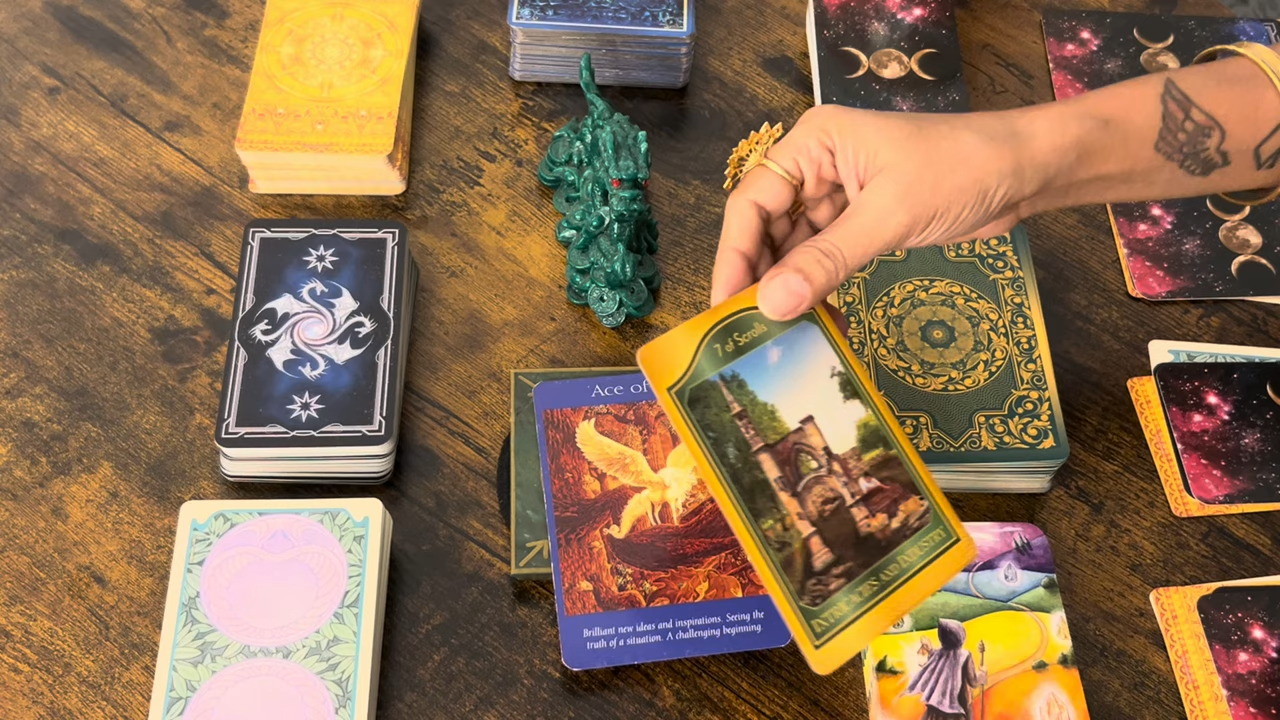 7 of Scrolls
Ace of
Brilliant new ideas and inspirations. Seeing the
truth of a situation. A challenging beginning.
AND INDUSTRY